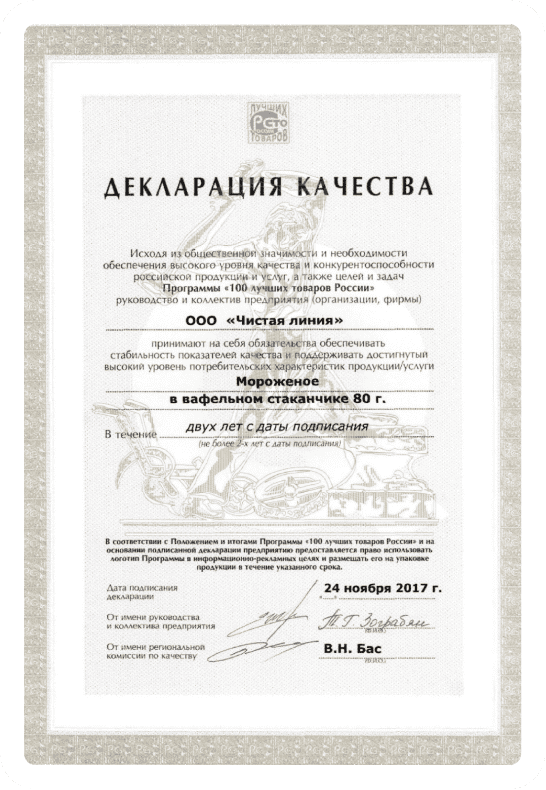 ЛУЧШИХ
РСТо
ТОВАРОВ
ДЕКЛАРАЦИЯ КАЧЕСТВА
Исходя из общественной значимости и необходимости
обеспечения высокого уровня качества и конкурентоспособности
российской продукции и услуг, а также целей и задач
Программы «100 лучших товаров России»
руководство и коллектив предприятия (организации, фирмы)
ООО «Чистая линия»
принимают на себя обязательства обеспечивать
стабильность показателей качества и поддерживать достигнутый
высокий уровень потребительских характеристик продукции/услуги
Мороженое
в вафельном стаканчике 80 г.
В течение двух лет с даты подписания
(не более 2-х лет с даты подписания)
В соответствии с Положением и итогами Программы «100 лучших товаров России» и на
основании подписанной декларации предприятию предоставляется право использовать
логотип Программы в информационно-рекламных целях и размещать его на упаковке
продукции в течение указанного срока.
Дата подписания
декларации
24 ноября 2017 г.
От имени руководства
и коллектива предприятия
Т.Г. Зограбян
(Ф.И.О.)
От имени региональной
комиссии по качеству
В.Н. Бас
(Ф.И.О.)